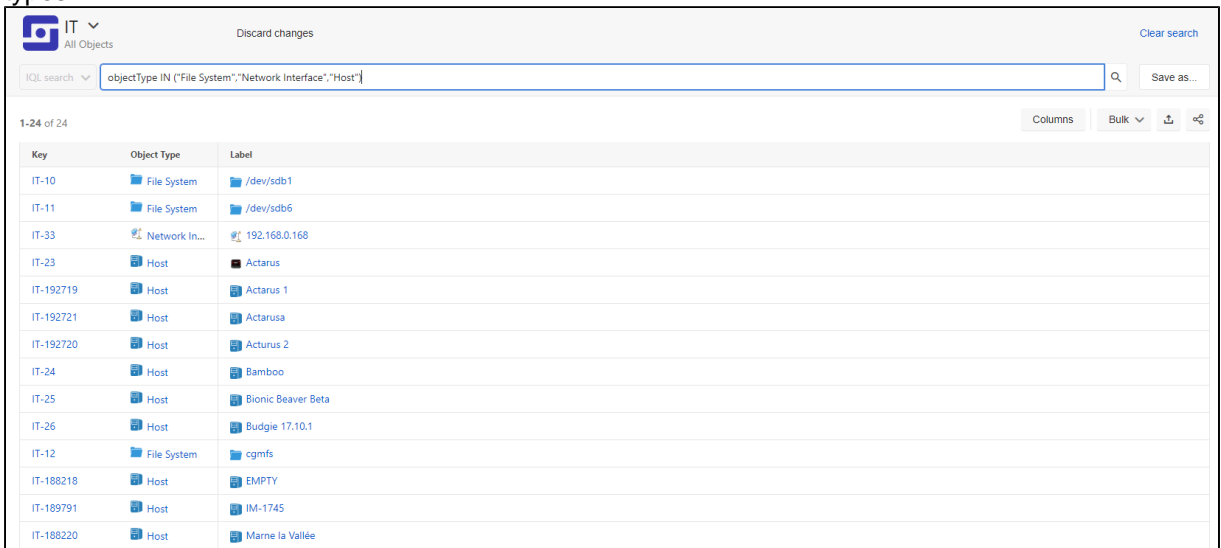 IT
All Objects
Discard changes
Clear search
IQL search
objectType IN ("File System","Network Interface","Host")
Save as...
1-24 of 24
Columns
Bulk
Key Object Type Label
IT-10 File System /dev/sdb1
IT-11 File System /dev/sdb6
IT-33 Network In... 192.168.0.168
IT-23 Host Actarus
IT-192719 Host Actarus 1
IT-192721 Host Actarusa
IT-192720 Host Acturus 2
IT-24 Host Bamboo
IT-25 Host Bionic Beaver Beta
IT-26 Host Budgie 17.10.1
IT-12 File System cgmfs
IT-188218 Host EMPTY
IT-189791 Host IM-1745
IT-188220 Host Marne la Vallée